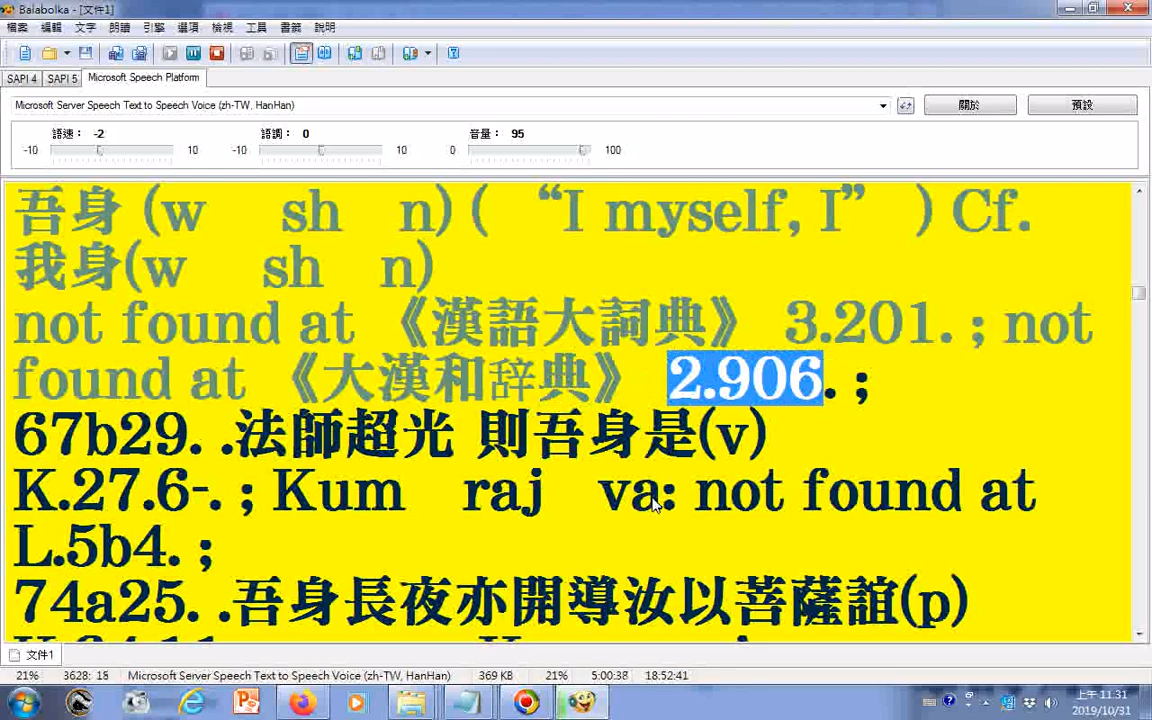 Balabolka - [文件1]
檔案 編輯 文字 朗讀 引擎 選項 檢視 工具 書籤 說明
SAPI 4 SAPI 5 Microsoft Speech Platform
Microsoft Server Speech Text to Speech Voice (zh-TW, HanHan) 關於 預設
語速： -2 語調： 0 音量： 95
-10 10 -10 10 0 100
吾身 (w sh n) ( “I myself, I” ) Cf.
我身(w sh n)
not found at 《漢語大詞典》 3.201. ; not
found at 《大漢和辞典》 2.906. ;
67b29. .法師超光 則吾身是(v)
K.27.6-. ; Kum raj va: not found at
L.5b4. ;
74a25. .吾身長夜亦開導汝以菩薩誼(p)
文件1
21% 3628: 18 Microsoft Server Speech Text to Speech Voice (zh-TW, HanHan) 369 KB 21% 5:00:38 18:52:41
上午 11:31
2019/10/31